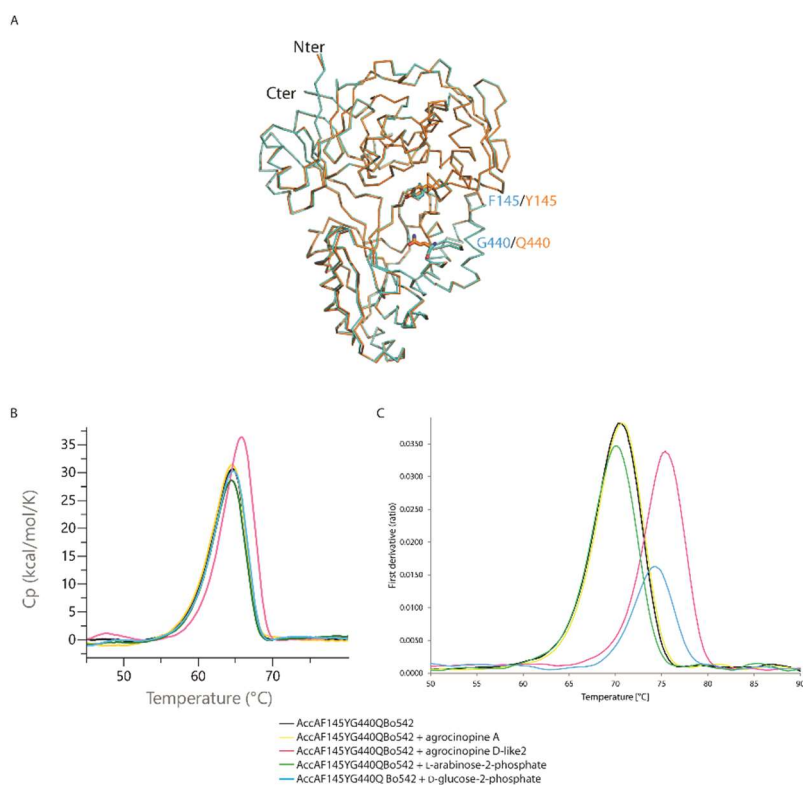 A
Nter
Cter
F145/Y145
G440/Q440
B
35
30
25
20
15
10
5
0
Cp (kcal/mol/K)
50 60 70
Temperature (°C)
C
0.0350
0.0300
0.0250
0.0200
0.0150
0.0100
0.0050
0.0000
First derivative (ratio)
50 55 60 65 70 75 80 85 90
Temperature [°C]
AccAF145YG440QBo542
AccAF145YG440QBo542 + agrocinopine A
AccAF145YG440QBo542 + agrocinopine D-like2
AccAF145YG440QBo542 + L-arabinose-2-phosphate
AccAF145YG440Q Bo542 + D-glucose-2-phosphate